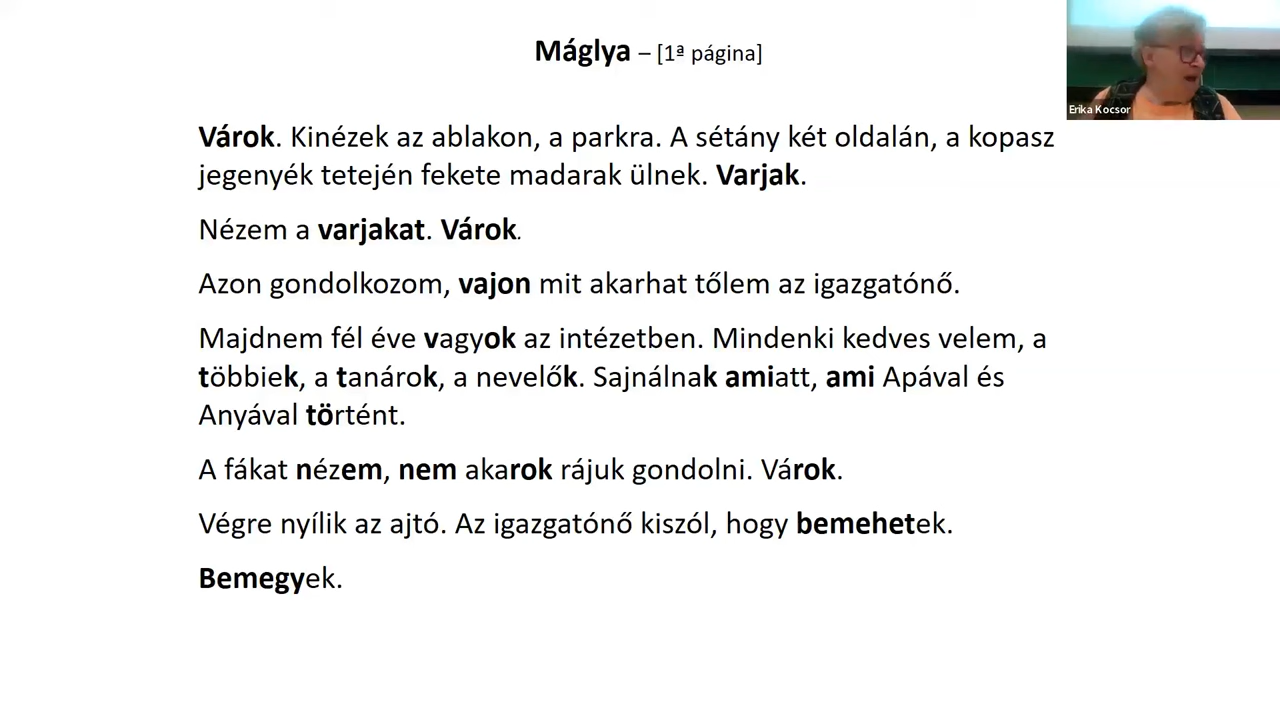 Máglya – [1ª página]
Erika Kocsor
Várok. Kinézek az ablakon, a parkra. A sétány két oldalán, a kopasz
jegenyék tetején fekete madarak ülnek. Varjak.
Nézem a varjakat. Várok.
Azon gondolkozom, vajon mit akarhat tőlem az igazgatónő.
Majdnem fél éve vagyok az intézetben. Mindenki kedves velem, a
többiek, a tanárok, a nevelők. Sajnálnak amiatt, ami Apával és
Anyával történt.
A fákat nézem, nem akarok rájuk gondolni. Várok.
Végre nyílik az ajtó. Az igazgatónő kiszól, hogy bemehetek.
Bemegyek.